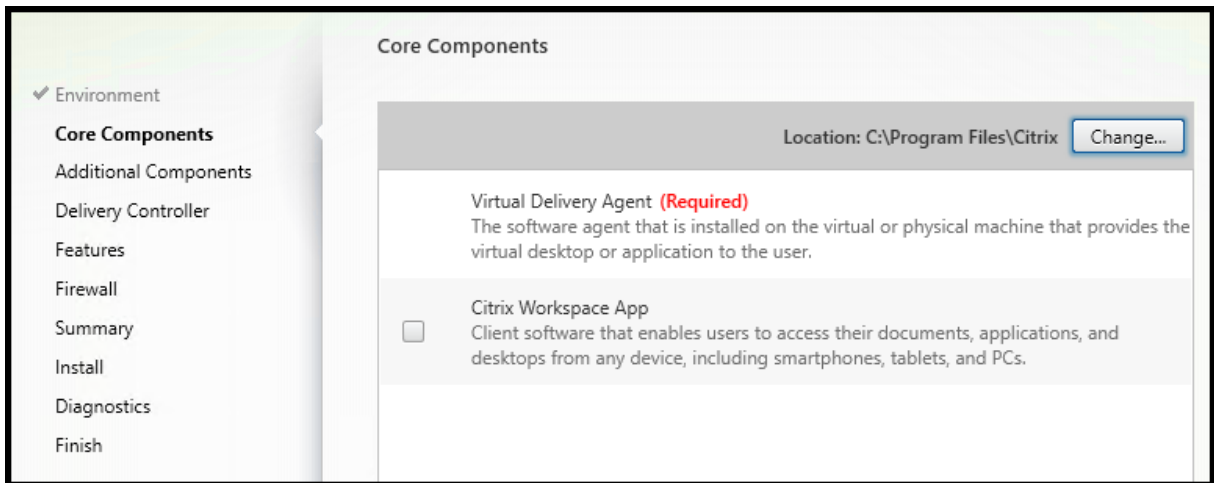 Core Components
Environment
Core Components
Additional Components
Delivery Controller
Features
Firewall
Summary
Install
Diagnostics
Finish
Location: C:\Program Files\Citrix
Change...
Virtual Delivery Agent (Required)
The software agent that is installed on the virtual or physical machine that provides the
virtual desktop or application to the user.
Citrix Workspace App
Client software that enables users to access their documents, applications, and
desktops from any device, including smartphones, tablets, and PCs.